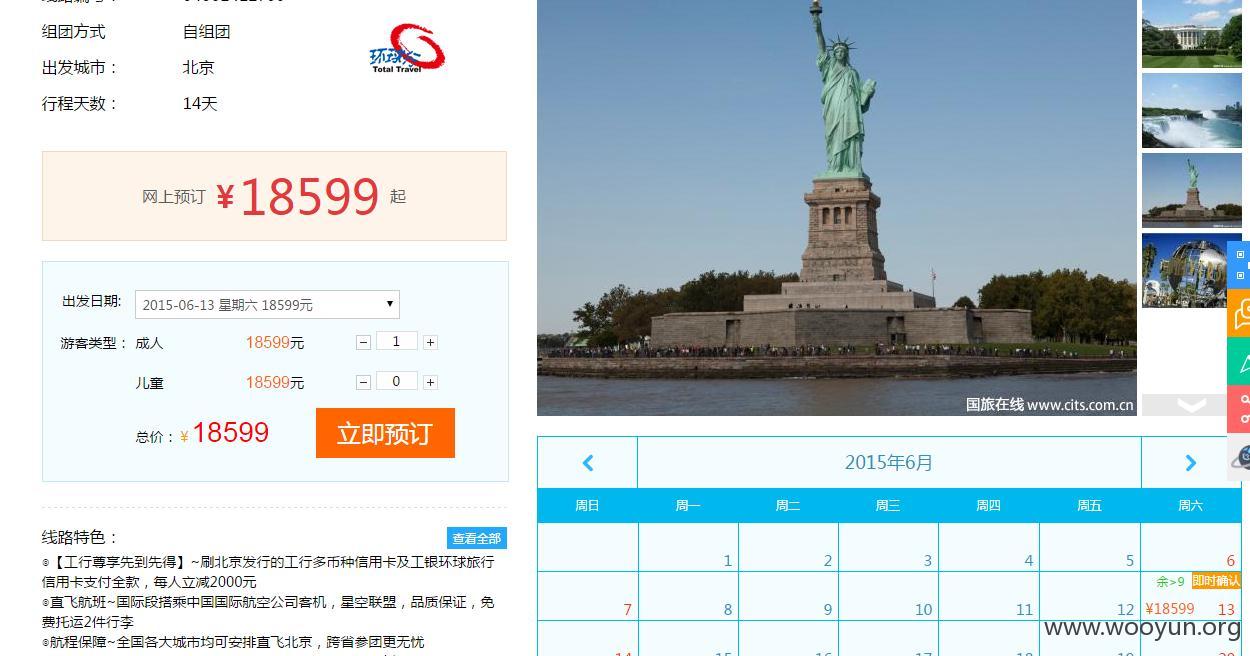 组团方式 自组团
出发城市： 北京
行程天数： 14天
环球行
Total Travel
网上预订 ¥18599 起
出发日期: 2015-06-13 星期六 18599元
游客类型： 成人 18599元 1
儿童 18599元 0
总价： ¥18599 立即预订
线路特色： 查看全部
⊙【工行尊享先到先得】~刷北京发行的工行多币种信用卡及工银环球旅行
信用卡支付全款，每人立减2000元
⊙直飞航班~国际段搭乘中国国际航空公司客机，星空联盟，品质保证，免
费托运2件行李
⊙航程保障~全国各大城市均可安排直飞北京，跨省参团更无忧
国旅在线 www.cits.com.cn
2015年6月
周日 周一 周二 周三 周四 周五 周六
1 2 3 4 5 6
余>9 即时确认
7 8 9 10 11 12 ¥18599 13
www.wooyun.org